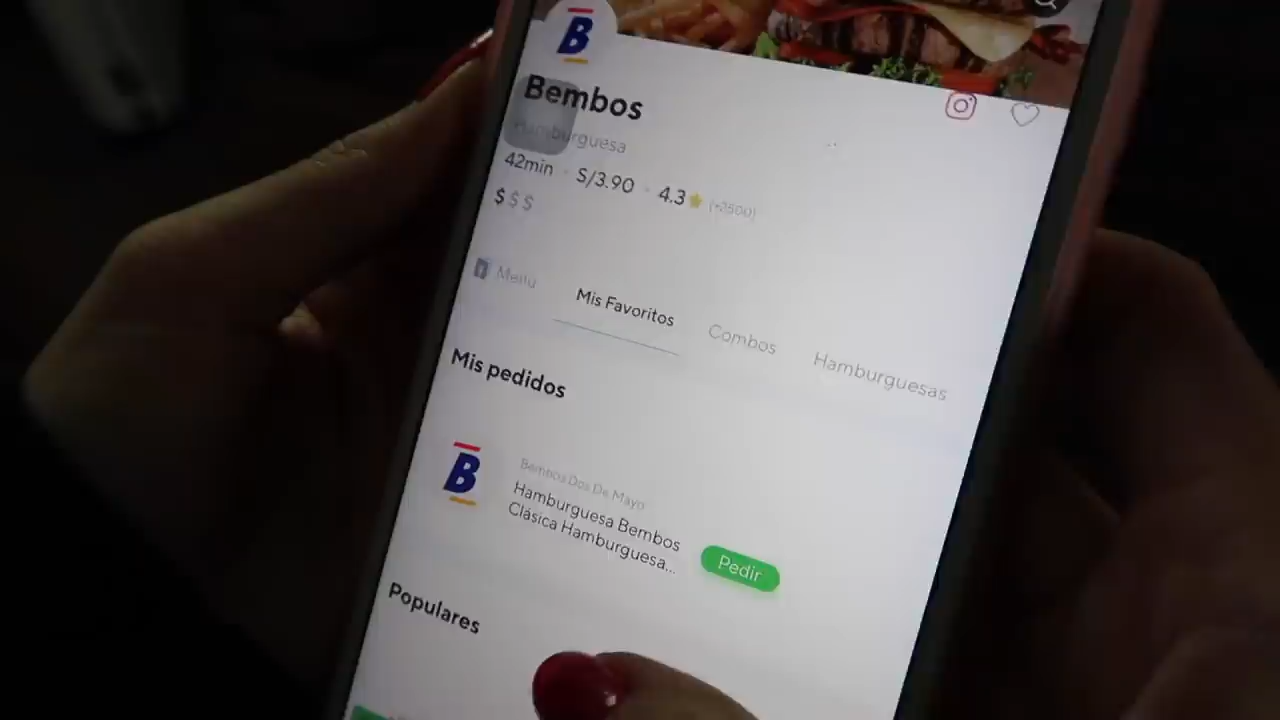 B
Bembos
Hamburguesa
42min · S/3.90 · 4.3 (+2500)
$ $ $
Menú
Mis Favoritos
Combos
Hamburguesas
Mis pedidos
B
Bembos Dos De Mayo
Hamburguesa Bembos
Clásica Hamburguesa...
Pedir
Populares